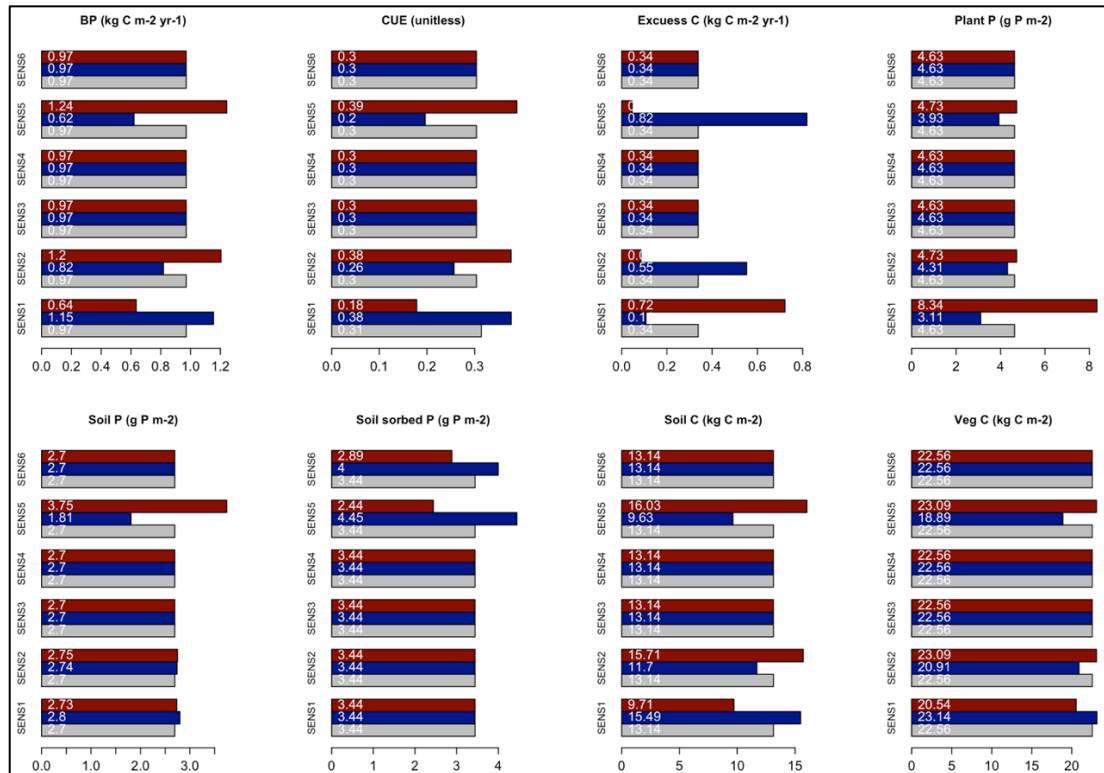 BP (kg C m-2 yr-1)
SENS6
0.97
0.97
0.97
SENS5
1.24
0.62
0.97
SENS4
0.97
0.97
0.97
SENS3
0.97
0.97
0.97
SENS2
1.2
0.82
0.97
SENS1
0.64
1.15
0.97
0.0 0.2 0.4 0.6 0.8 1.0 1.2
CUE (unitless)
SENS6
0.3
0.3
0.3
SENS5
0.39
0.2
0.3
SENS4
0.3
0.3
0.3
SENS3
0.3
0.3
0.3
SENS2
0.38
0.26
0.3
SENS1
0.18
0.38
0.31
0.0 0.1 0.2 0.3
Excuess C (kg C m-2 yr-1)
SENS6
0.34
0.34
0.34
SENS5
0.82
0.34
SENS4
0.34
0.34
0.34
SENS3
0.34
0.34
0.34
SENS2
0.55
0.34
SENS1
0.72
0.1
0.34
0.0 0.2 0.4 0.6 0.8
Plant P (g P m-2)
SENS6
4.63
4.63
4.63
SENS5
4.73
3.93
4.63
SENS4
4.63
4.63
4.63
SENS3
4.63
4.63
4.63
SENS2
4.73
4.31
4.63
SENS1
8.34
3.11
4.63
0 2 4 6 8
Soil P (g P m-2)
SENS6
2.7
2.7
2.7
SENS5
3.75
1.81
2.7
SENS4
2.7
2.7
2.7
SENS3
2.7
2.7
2.7
SENS2
2.75
2.74
2.7
SENS1
2.73
2.8
2.7
0.0 1.0 2.0 3.0
Soil sorbed P (g P m-2)
SENS6
2.89
4
3.44
SENS5
2.44
4.45
3.44
SENS4
3.44
3.44
3.44
SENS3
3.44
3.44
3.44
SENS2
3.44
3.44
3.44
SENS1
3.44
3.44
3.44
0 1 2 3 4
Soil C (kg C m-2)
SENS6
13.14
13.14
13.14
SENS5
16.03
9.63
13.14
SENS4
13.14
13.14
13.14
SENS3
13.14
13.14
13.14
SENS2
15.71
11.7
13.14
SENS1
9.71
15.49
13.14
0 5 10 15
Veg C (kg C m-2)
SENS6
22.56
22.56
22.56
SENS5
23.09
18.89
22.56
SENS4
22.56
22.56
22.56
SENS3
22.56
22.56
22.56
SENS2
23.09
20.91
22.56
SENS1
20.54
23.14
22.56
0 5 10 15 20